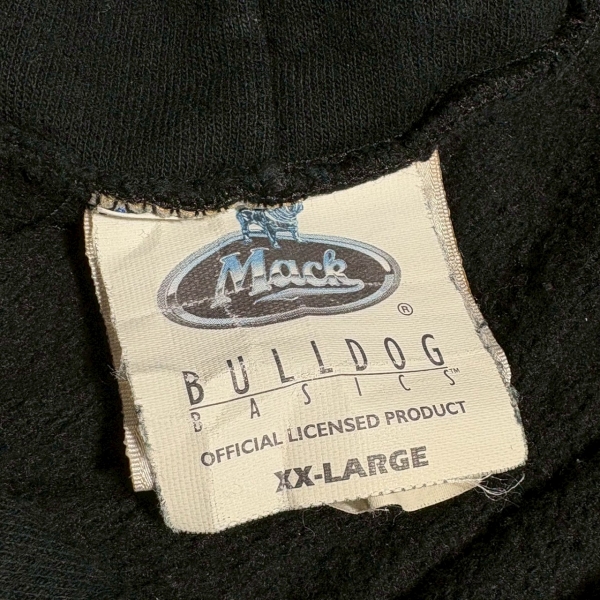 Mack
®
BULLDOG
BASICS™
OFFICIAL LICENSED PRODUCT
XX-LARGE